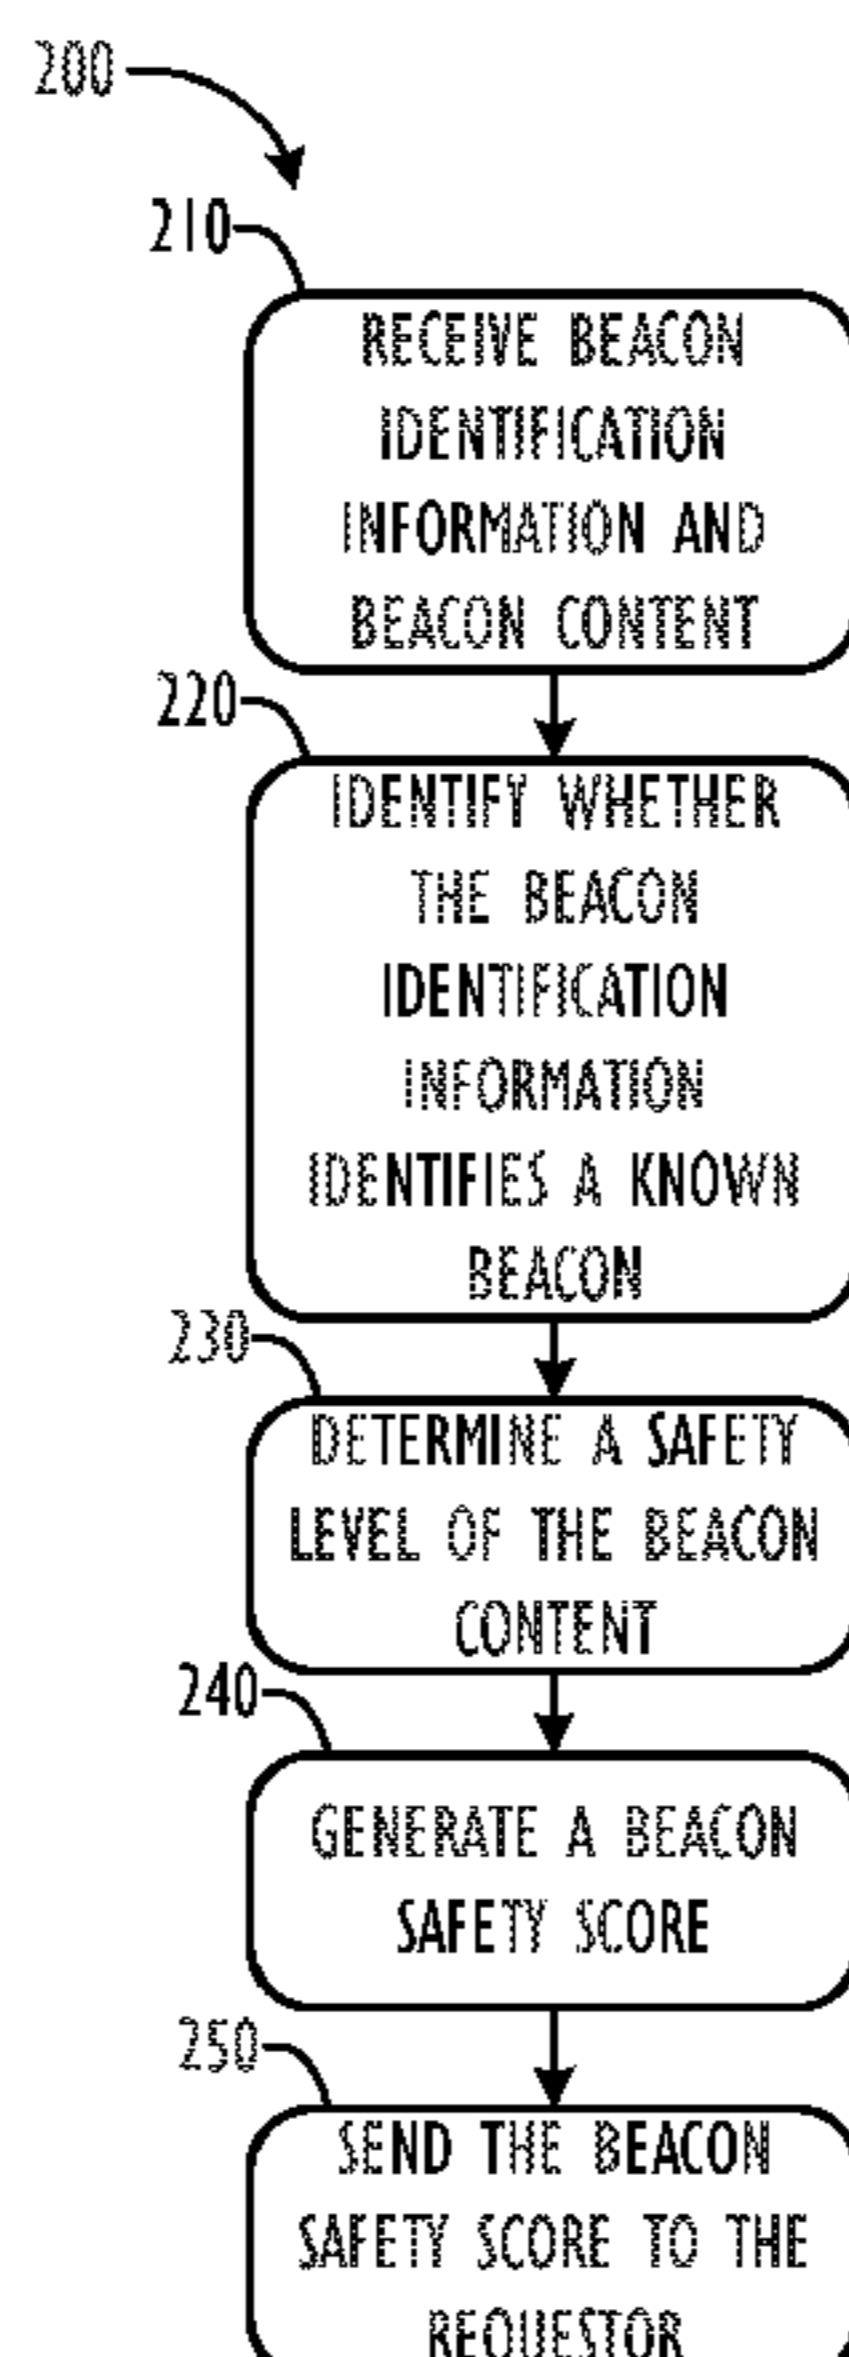 200
210
RECEIVE BEACON
IDENTIFICATION
INFORMATION AND
BEACON CONTENT
220
IDENTIFY WHETHER
THE BEACON
IDENTIFICATION
INFORMATION
IDENTIFIES A KNOWN
BEACON
230
DETERMINE A SAFETY
LEVEL OF THE BEACON
CONTENT
240
GENERATE A BEACON
SAFETY SCORE
250
SEND THE BEACON
SAFETY SCORE TO THE
REQUESTOR